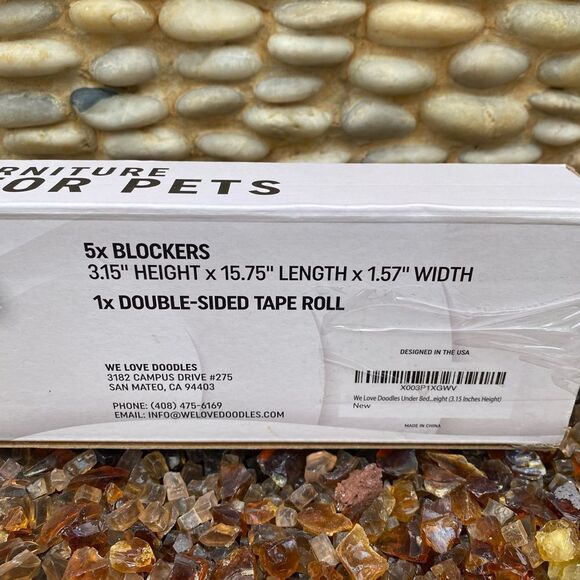 RNITURE
FOR PETS
5x BLOCKERS
3.15" HEIGHT x 15.75" LENGTH x 1.57" WIDTH
1x DOUBLE-SIDED TAPE ROLL
WE LOVE DOODLES
3182 CAMPUS DRIVE #275
SAN MATEO, CA 94403
PHONE: (408) 475-6169
EMAIL: INFO@WELOVEDOODLES.COM
DESIGNED IN THE USA
X003P1XGWV
We Love Doodles Under Bed...eight (3.15 Inches Height)
New
MADE IN CHINA